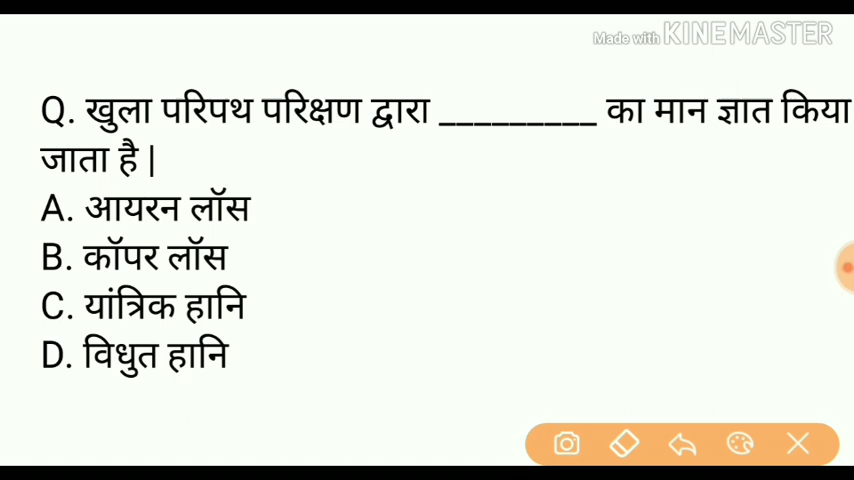 Made with KINEMASTER
Q. खुला परिपथ परिक्षण द्वारा _________ का मान ज्ञात किया
जाता है |
A. आयरन लॉस
B. कॉपर लॉस
C. यांत्रिक हानि
D. विधुत हानि